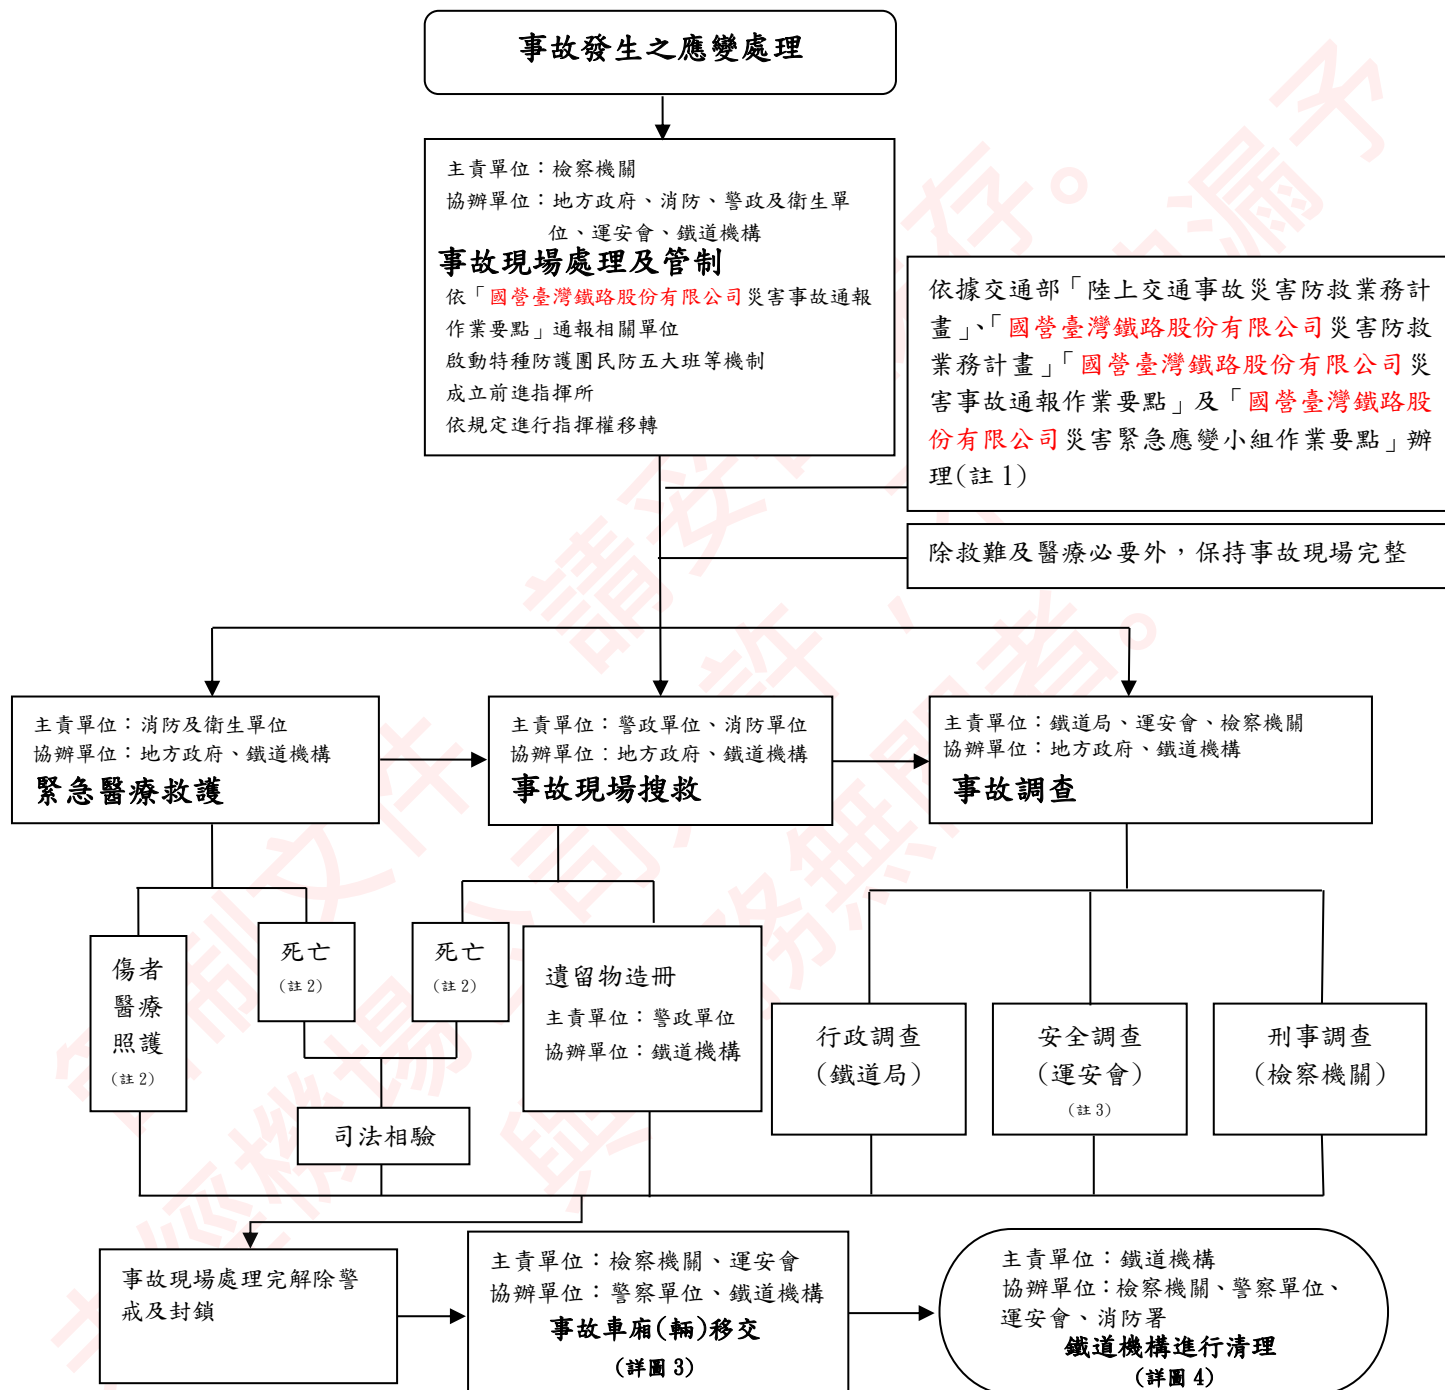 事故發生之應變處理
主責單位：檢察機關
協辦單位：地方政府、消防、警政及衛生單
位、運安會、鐵道機構
事故現場處理及管制
依「國營臺灣鐵路股份有限公司災害事故通報
作業要點」通報相關單位
啟動特種防護團民防五大班等機制
成立前進指揮所
依規定進行指揮權移轉
依據交通部「陸上交通事故災害防救業務計
畫」、「國營臺灣鐵路股份有限公司災害防救
業務計畫」「國營臺灣鐵路股份有限公司災
害事故通報作業要點」及「國營臺灣鐵路股
份有限公司災害緊急應變小組作業要點」辦
理(註 1)
除救難及醫療必要外，保持事故現場完整
主責單位：消防及衛生單位
協辦單位：地方政府、鐵道機構
緊急醫療救護
主責單位：警政單位、消防單位
協辦單位：地方政府、鐵道機構
事故現場搜救
主責單位：鐵道局、運安會、檢察機關
協辦單位：地方政府、鐵道機構
事故調查
傷者
醫療
照護
(註 2)
死亡
(註 2)
死亡
(註 2)
遺留物造冊
主責單位：警政單位
協辦單位：鐵道機構
行政調查
(鐵道局)
安全調查
(運安會)
(註 3)
刑事調查
(檢察機關)
司法相驗
事故現場處理完解除警
戒及封鎖
主責單位：檢察機關、運安會
協辦單位：警察單位、鐵道機構
事故車廂(輛)移交
(詳圖 3)
主責單位：鐵道機構
協辦單位：檢察機關、警察單位、
運安會、消防署
鐵道機構進行清理
(詳圖 4)